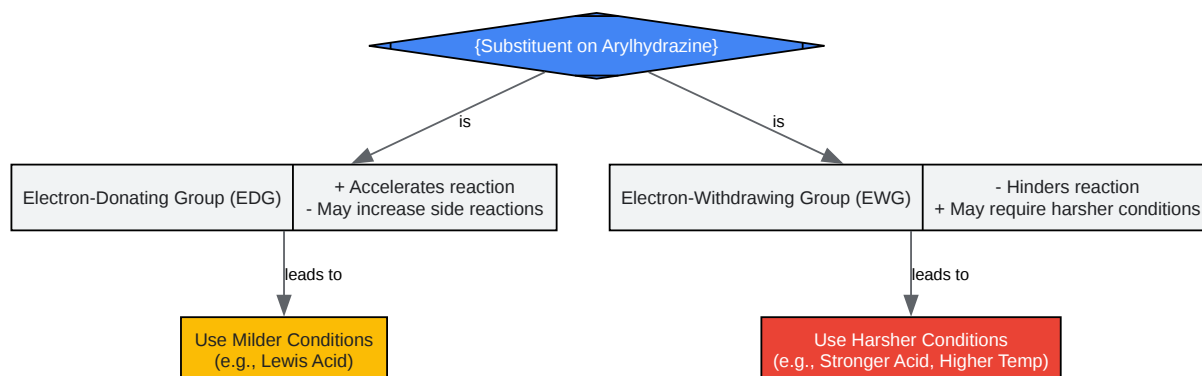 {Substituent on Arylhydrazine}
is
is
Electron-Donating Group (EDG)
+ Accelerates reaction
- May increase side reactions
Electron-Withdrawing Group (EWG)
- Hinders reaction
+ May require harsher conditions
leads to
leads to
Use Milder Conditions
(e.g., Lewis Acid)
Use Harsher Conditions
(e.g., Stronger Acid, Higher Temp)